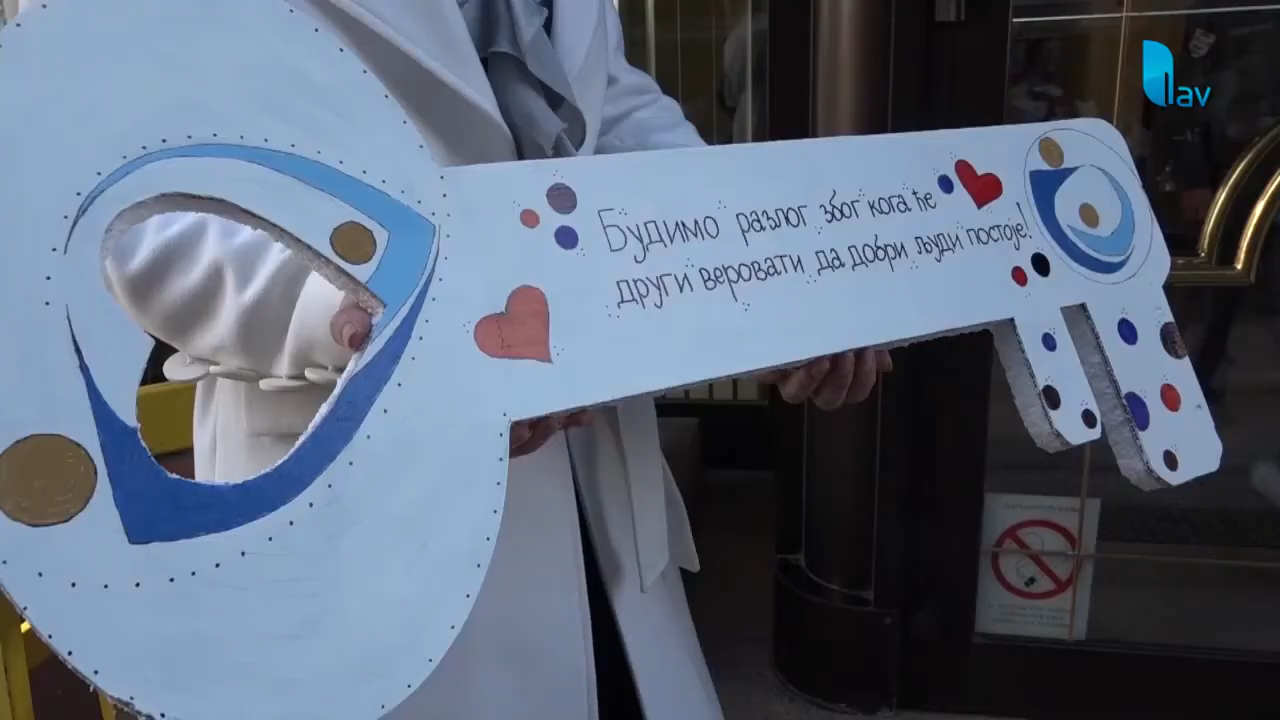 lav
Будимо разлог због кога ће
други веровати да добри људи постоје!